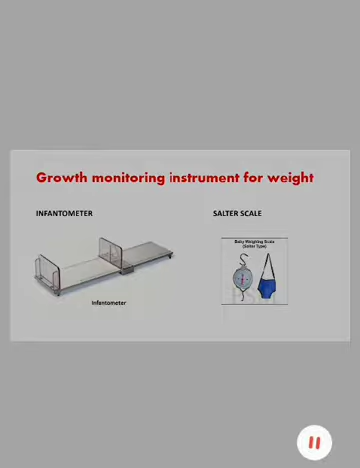 Growth monitoring instrument for weight
INFANTOMETER
SALTER SCALE
Baby Weighing Scale
(Salter Type)
Infantometer